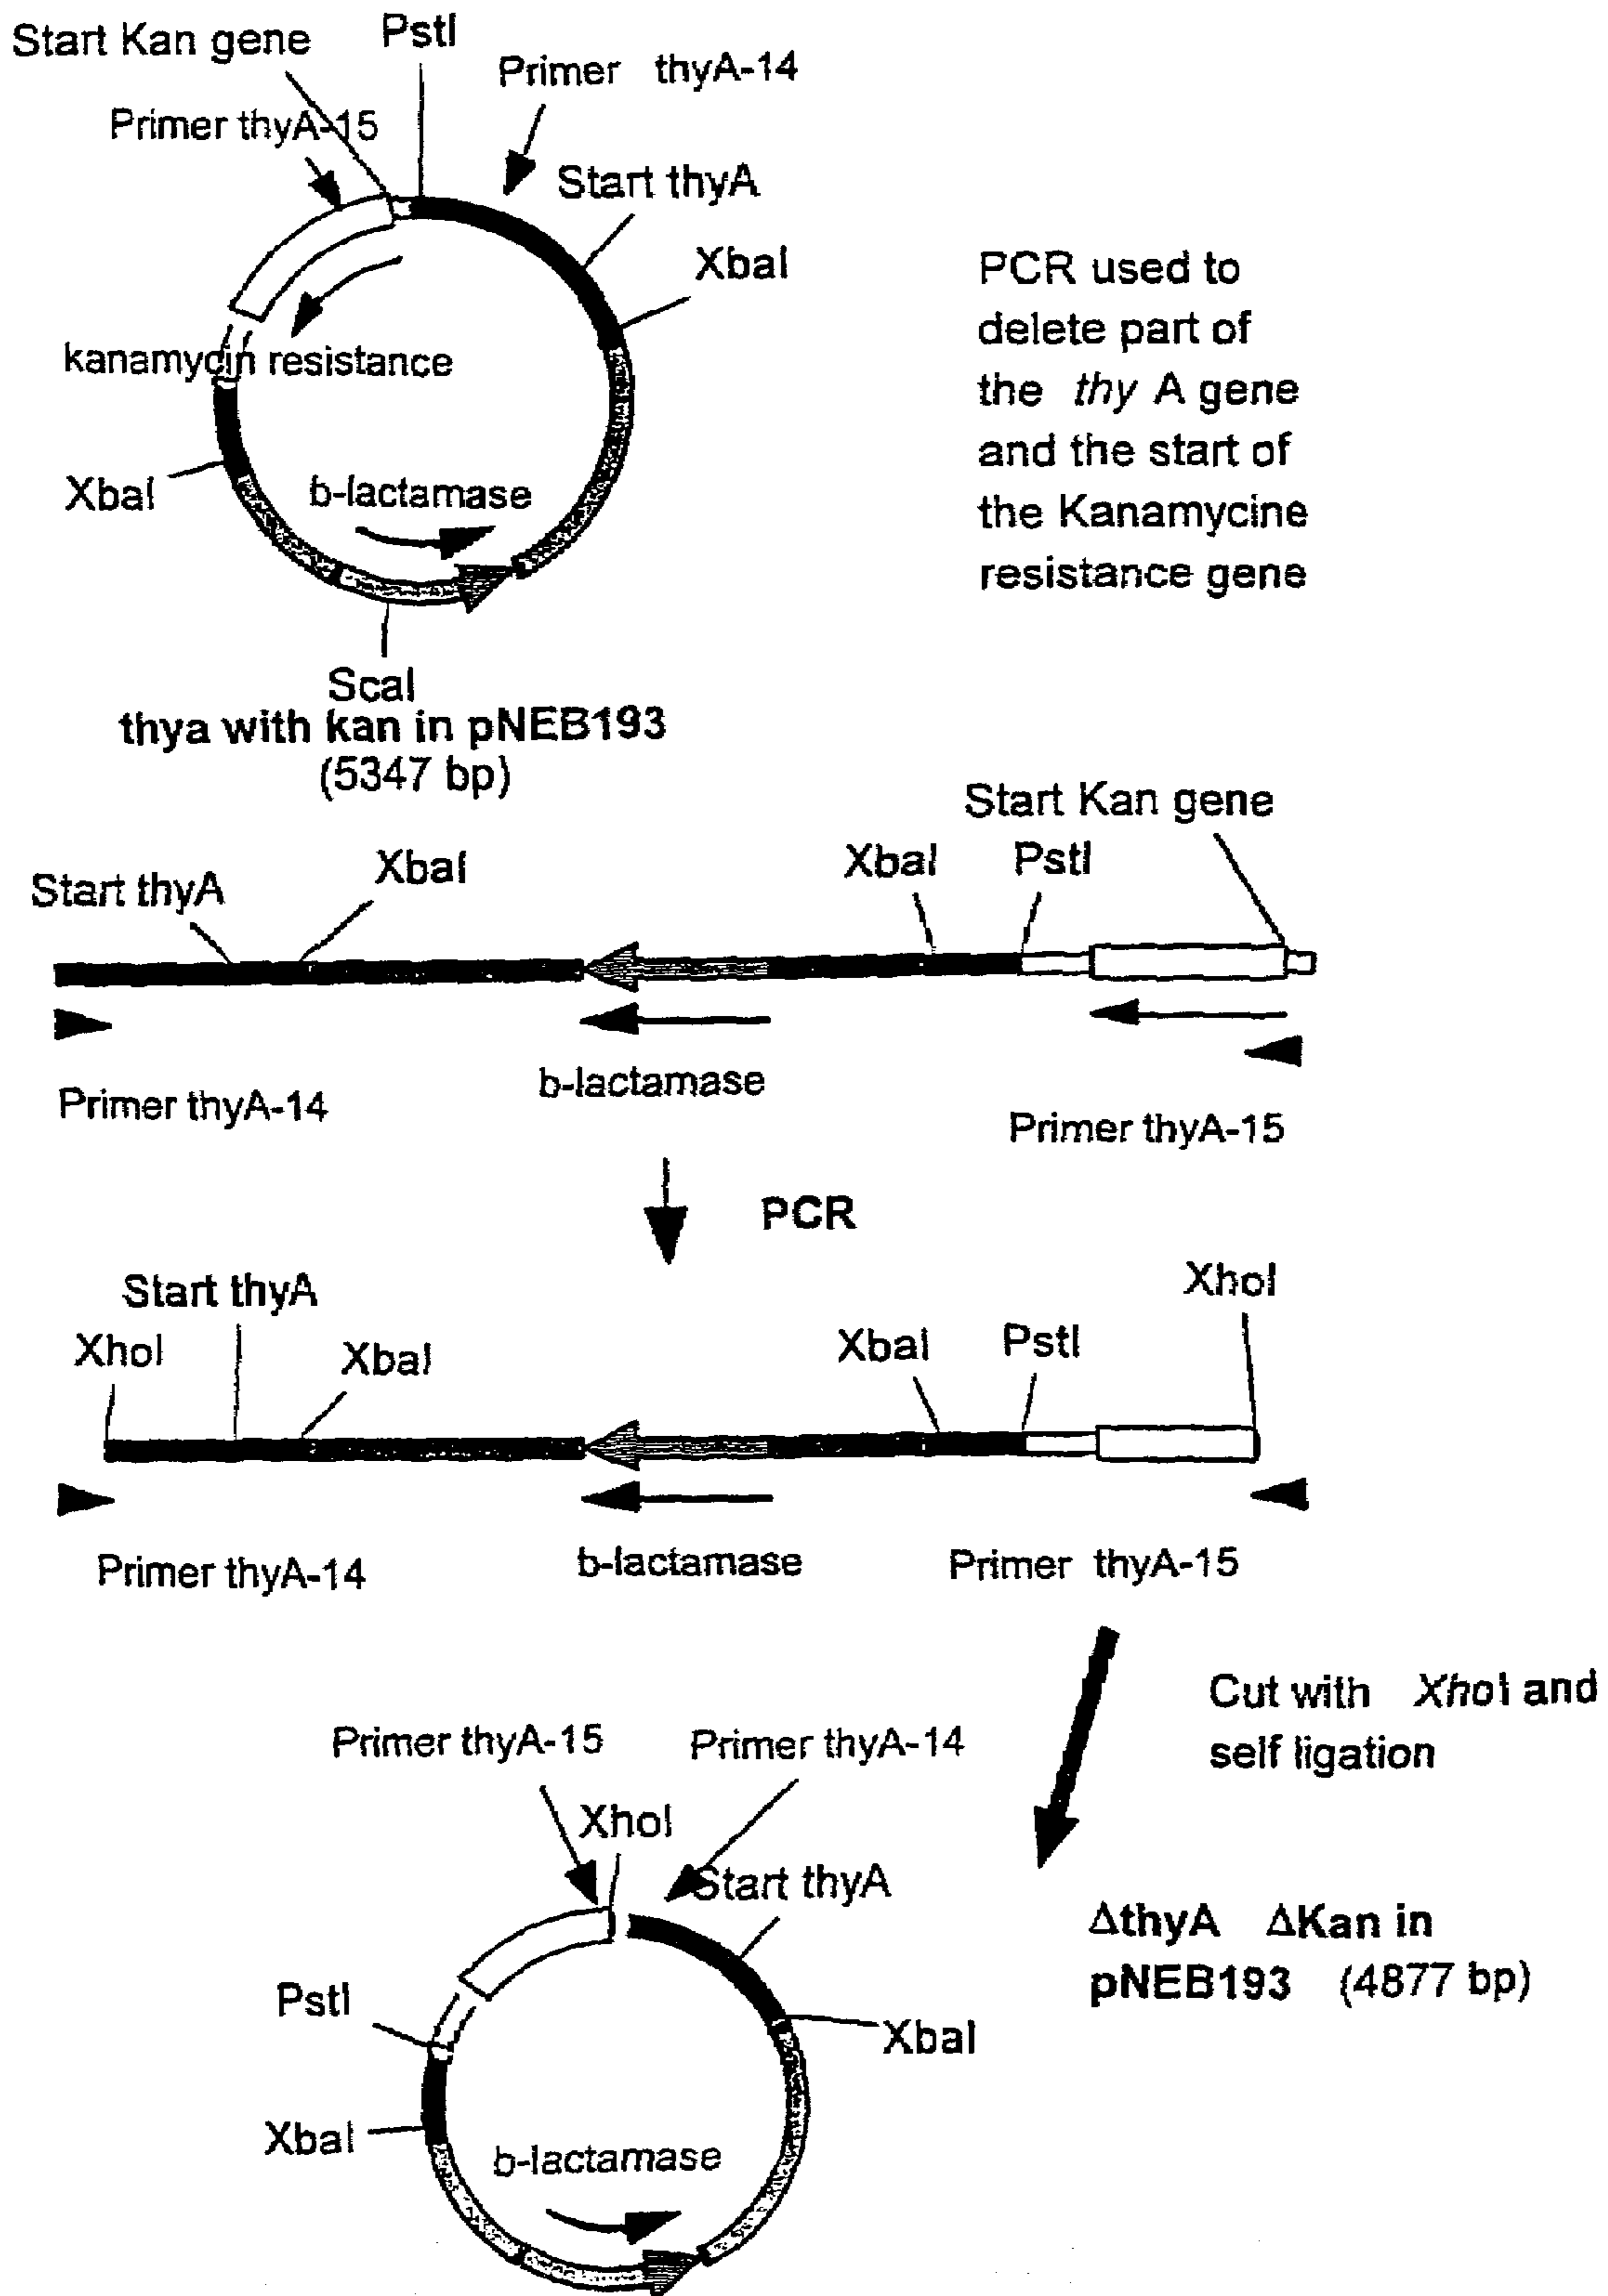 Start Kan gene
PstI
Primer thyA-14
Primer thyA-15
Start thyA
XbaI
PCR used to
delete part of
the thy A gene
and the start of
the Kanamycine
resistance gene
kanamycin resistance
XbaI
b-lactamase
ScaI
thya with kan in pNEB193
(5347 bp)
Start Kan gene
Start thyA
XbaI
XbaI
PstI
Primer thyA-14
b-lactamase
Primer thyA-15
PCR
Start thyA
XhoI
XhoI
XbaI
XbaI
PstI
Primer thyA-14
b-lactamase
Primer thyA-15
Cut with XhoI and
self ligation
Primer thyA-15
Primer thyA-14
XhoI
Start thyA
ΔthyA ΔKan in
pNEB193 (4877 bp)
PstI
XbaI
XbaI
b-lactamase